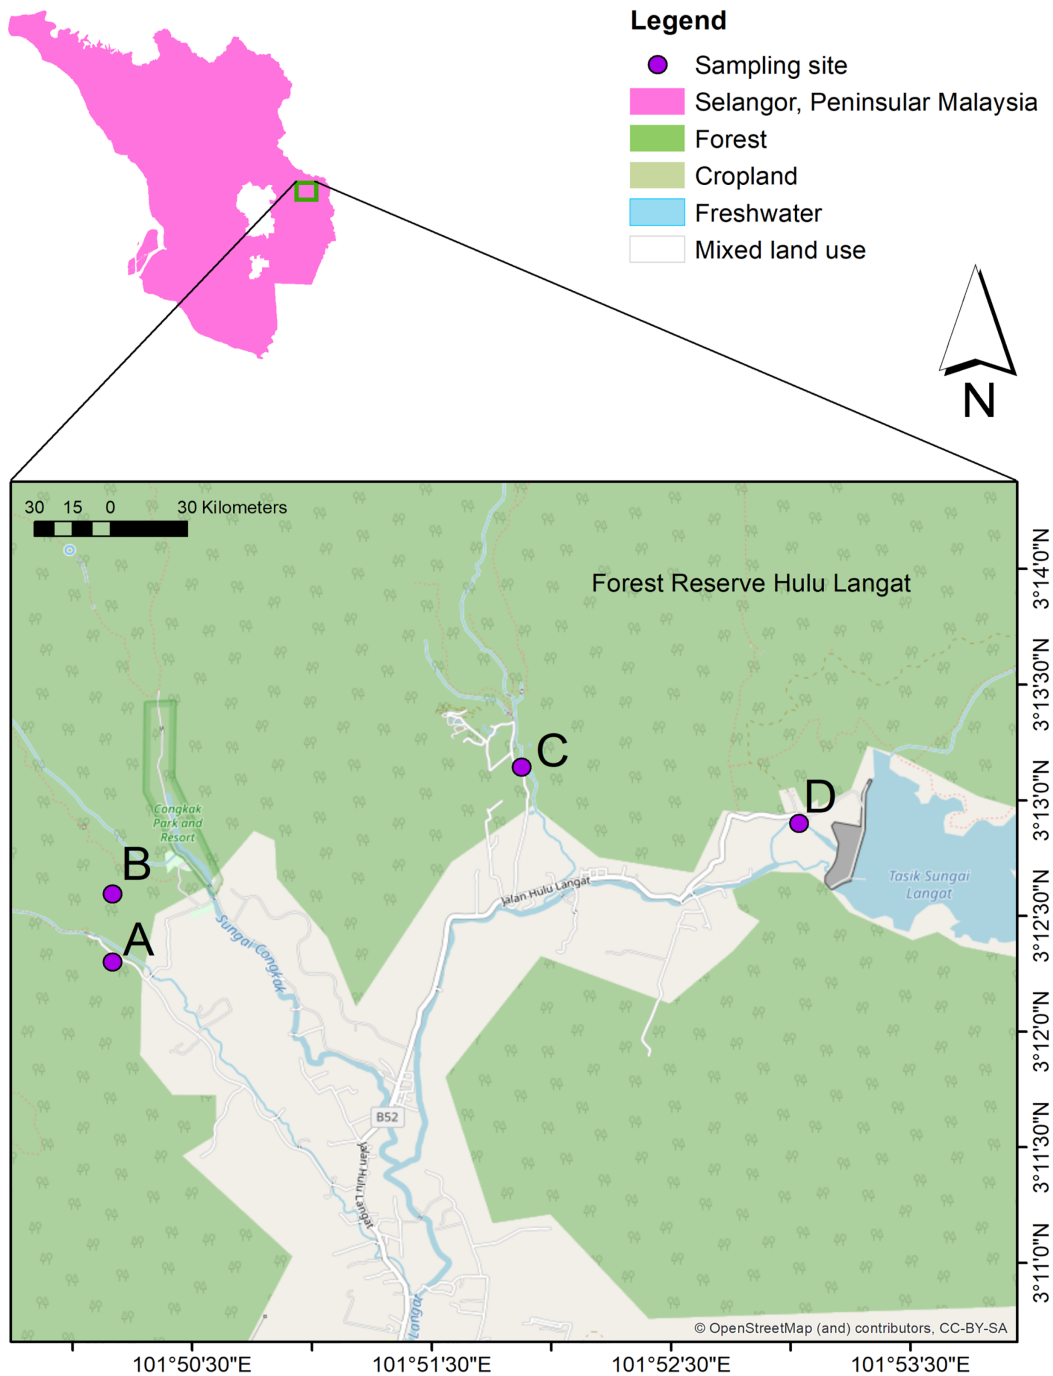 Legend
Sampling site
Selangor, Peninsular Malaysia
Forest
Cropland
Freshwater
Mixed land use
N
30 15 0 30 Kilometers
Forest Reserve Hulu Langat
C
D
Congkak
Park and
Resort
B
A
Tasik Sungai
Langat
Jalan Hulu Langat
Sungai Congkak
B52
Jalan Hulu Langat
Langat
© OpenStreetMap (and) contributors, CC-BY-SA
3°14'0"N
3°13'30"N
3°13'0"N
3°12'30"N
3°12'0"N
3°11'30"N
3°11'0"N
101°50'30"E
101°51'30"E
101°52'30"E
101°53'30"E